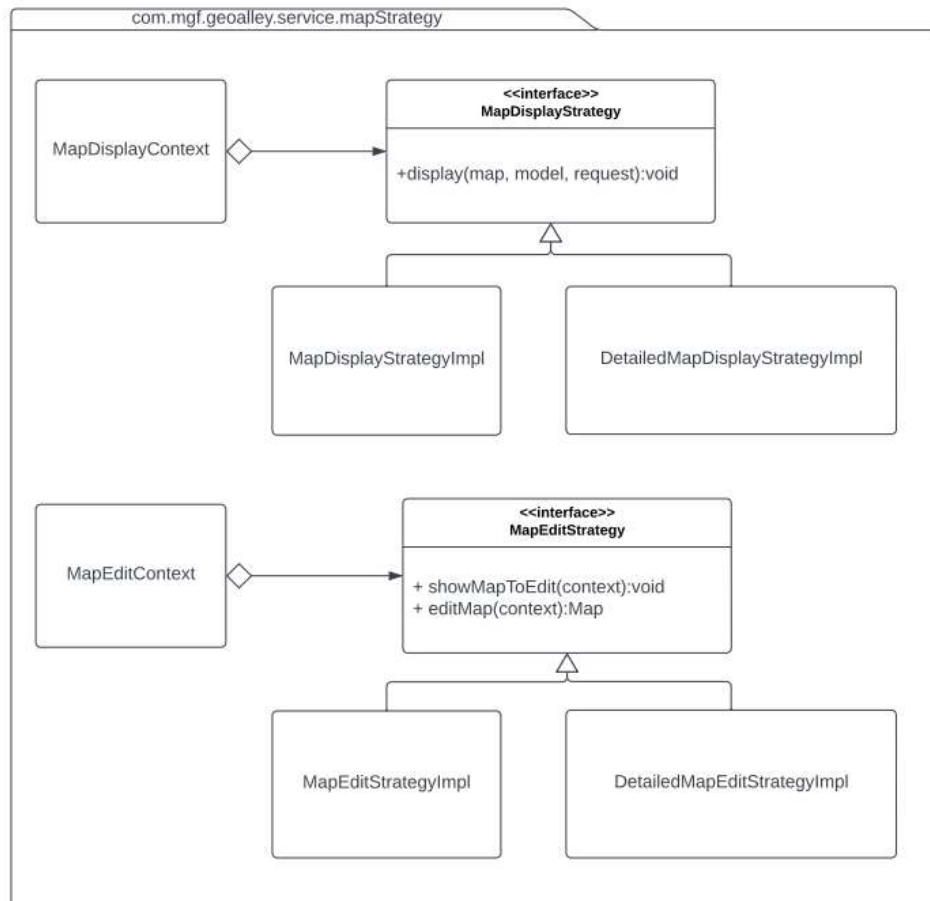 com.mgf.geoalley.service.mapStrategy
MapDisplayContext
<<interface>>
MapDisplayStrategy
+display(map, model, request):void
MapDisplayStrategyImpl
DetailedMapDisplayStrategyImpl
MapEditContext
<<interface>>
MapEditStrategy
+ showMapToEdit(context):void
+ editMap(context):Map
MapEditStrategyImpl
DetailedMapEditStrategyImpl